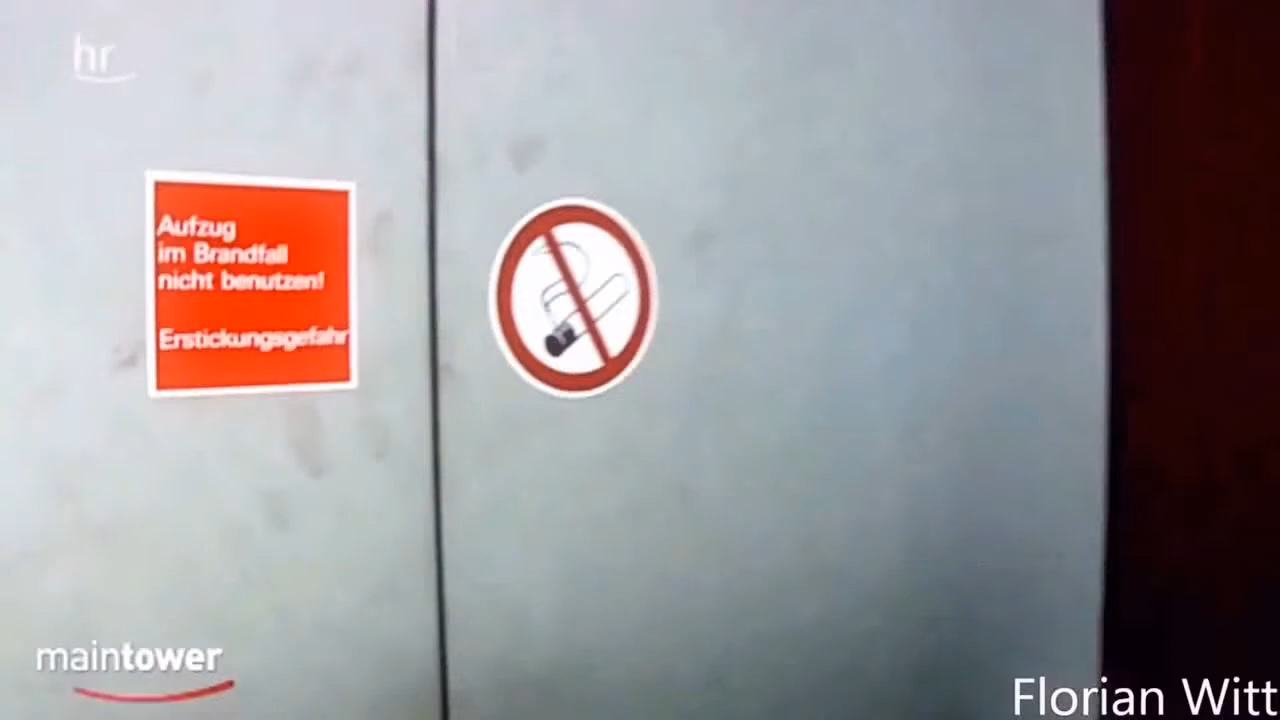 hr
Aufzug
im Brandfall
nicht benutzen!
Erstickungsgefahr
maintower
Florian Witt